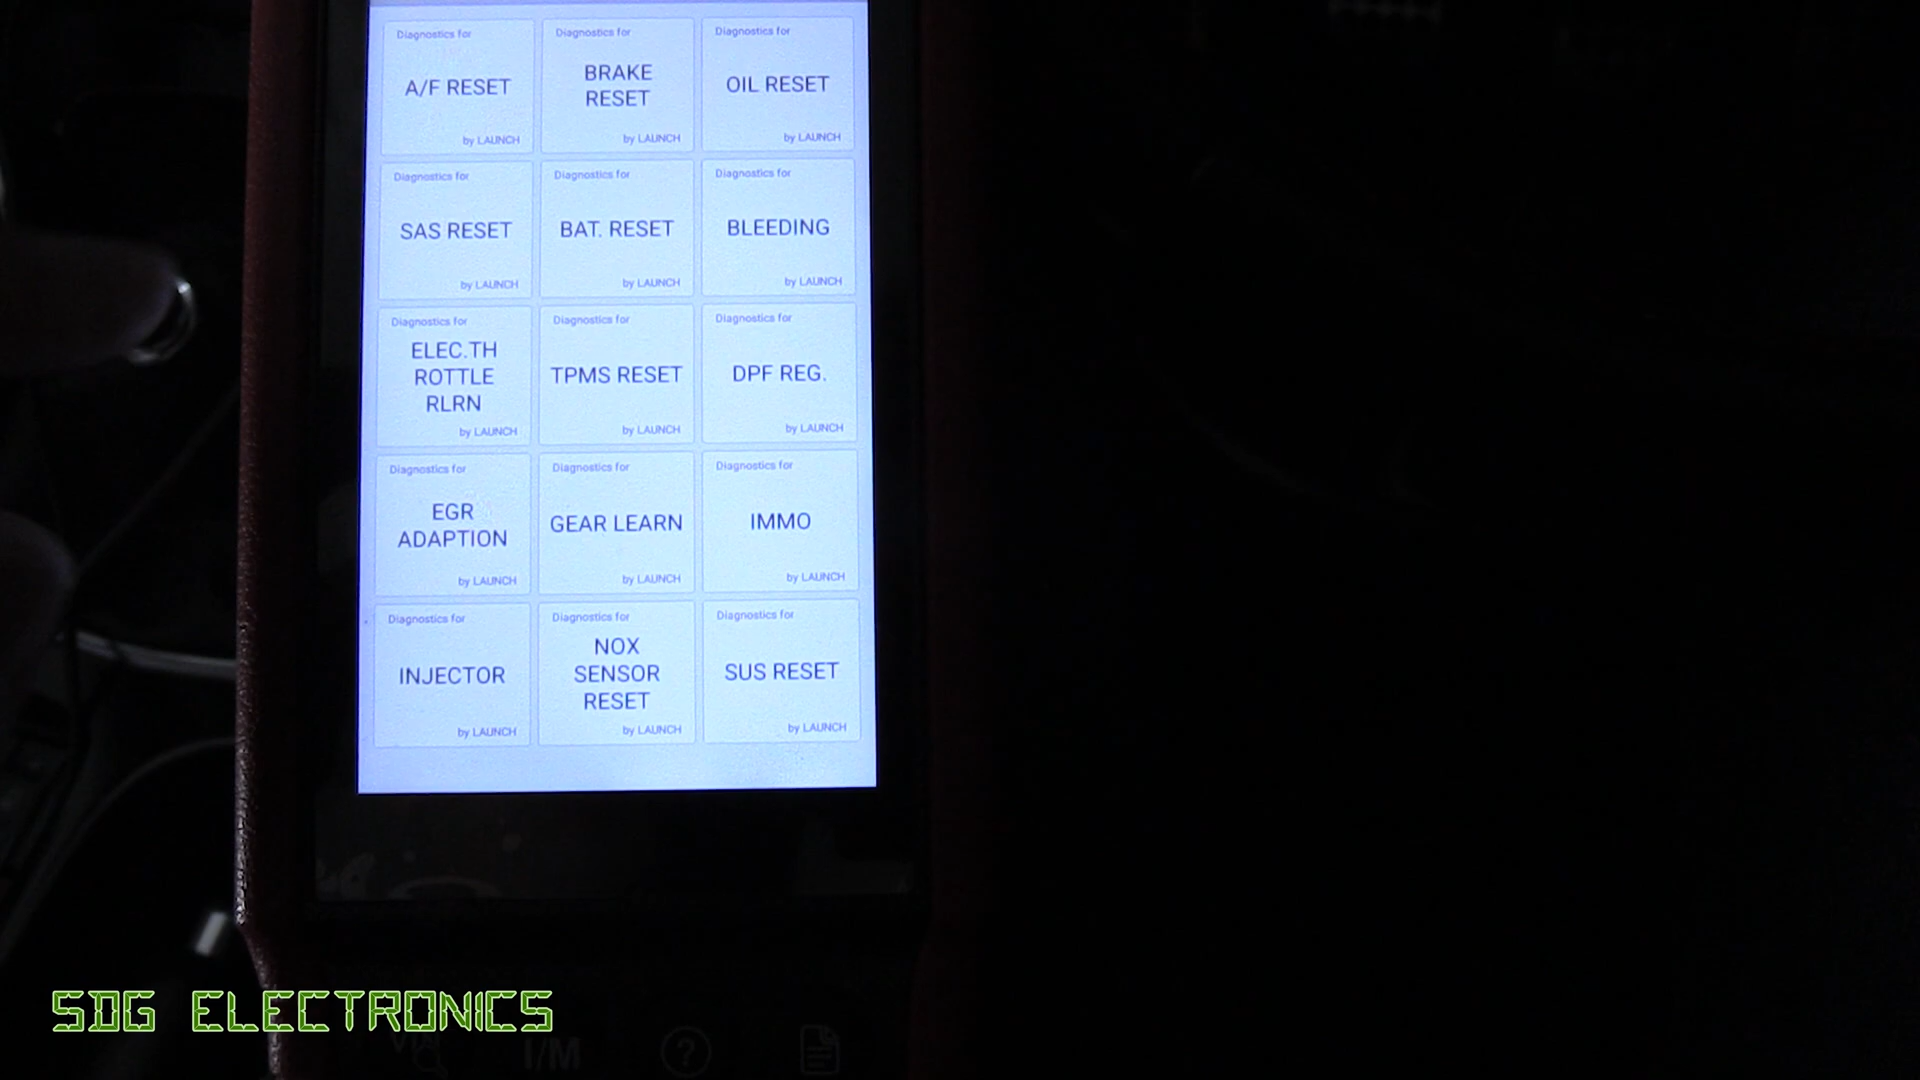 Diagnostics for
A/F RESET
by LAUNCH
Diagnostics for
BRAKE
RESET
by LAUNCH
Diagnostics for
OIL RESET
by LAUNCH
Diagnostics for
SAS RESET
by LAUNCH
Diagnostics for
BAT. RESET
by LAUNCH
Diagnostics for
BLEEDING
by LAUNCH
Diagnostics for
ELEC.TH
ROTTLE
RLRN
by LAUNCH
Diagnostics for
TPMS RESET
by LAUNCH
Diagnostics for
DPF REG.
by LAUNCH
Diagnostics for
EGR
ADAPTION
by LAUNCH
Diagnostics for
GEAR LEARN
by LAUNCH
Diagnostics for
IMMO
by LAUNCH
Diagnostics for
INJECTOR
by LAUNCH
Diagnostics for
NOX
SENSOR
RESET
by LAUNCH
Diagnostics for
SUS RESET
by LAUNCH
SDG ELECTRONICS
VIN
I/M
?